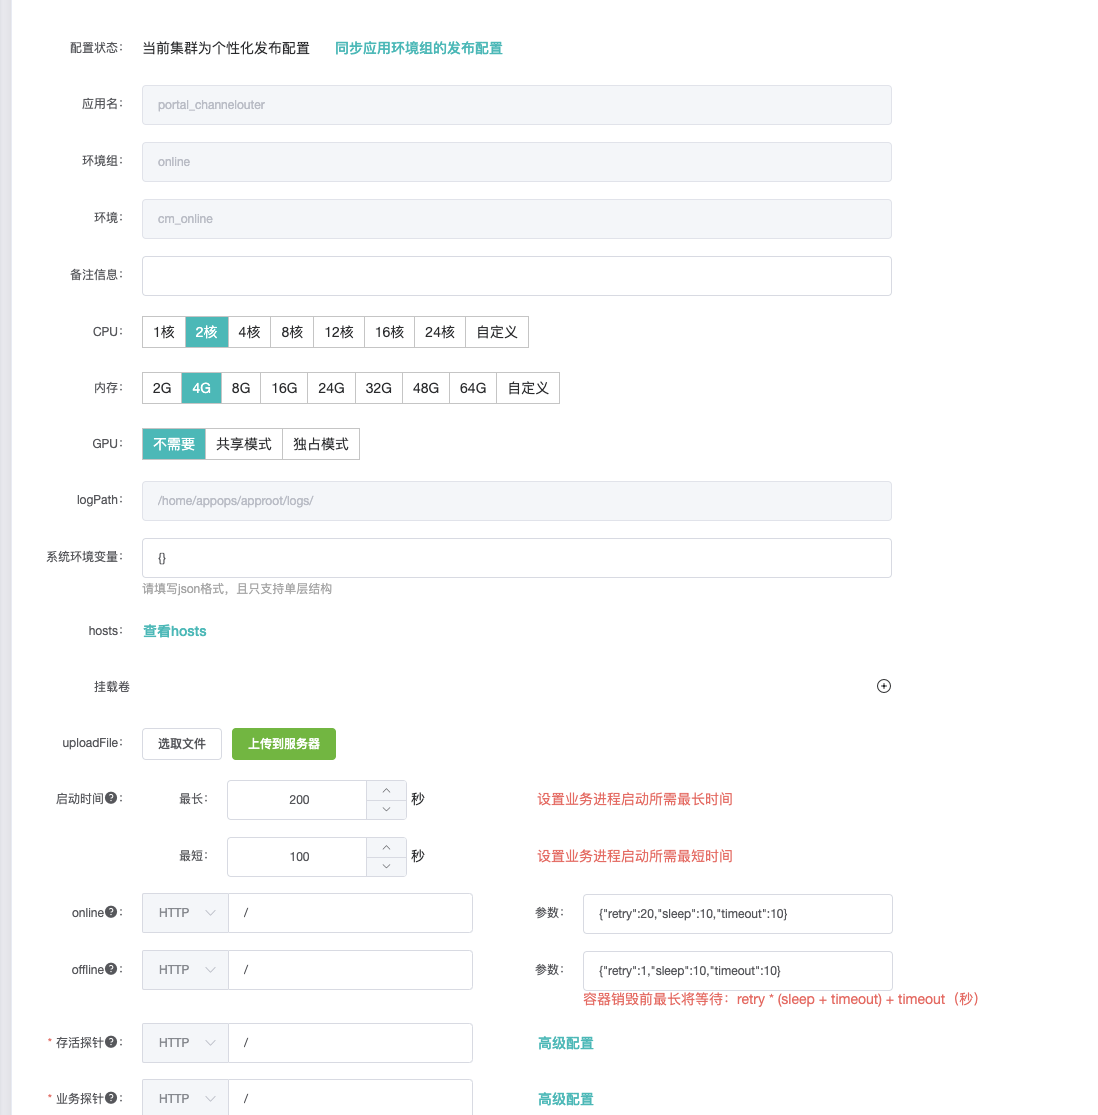 配置状态： 当前集群为个性化发布配置 同步应用环境组的发布配置
应用名： portal_channelouter
环境组： online
环境： cm_online
备注信息：
CPU： 1核 2核 4核 8核 12核 16核 24核 自定义
内存： 2G 4G 8G 16G 24G 32G 48G 64G 自定义
GPU： 不需要 共享模式 独占模式
logPath： /home/appops/approot/logs/
系统环境变量： {}
请填写json格式，且只支持单层结构
hosts： 查看hosts
挂载卷
uploadFile： 选取文件 上传到服务器
启动时间?： 最长： 200 秒 设置业务进程启动所需最长时间
最短： 100 秒 设置业务进程启动所需最短时间
online?： HTTP / 参数： {"retry":20,"sleep":10,"timeout":10}
offline?： HTTP / 参数： {"retry":1,"sleep":10,"timeout":10}
容器销毁前最长将等待：retry * (sleep + timeout) + timeout（秒）
* 存活探针?： HTTP / 高级配置
* 业务探针?： HTTP / 高级配置